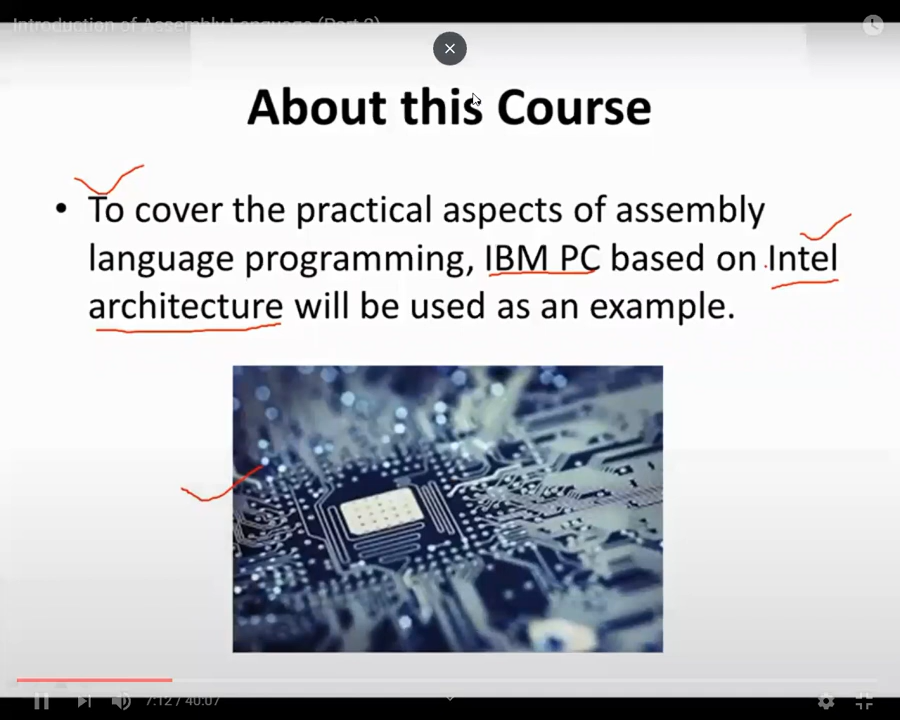 Introduction of Assembly Language (Part 2)
About this Course
• To cover the practical aspects of assembly
language programming, IBM PC based on Intel
architecture will be used as an example.
7:12 / 40:07